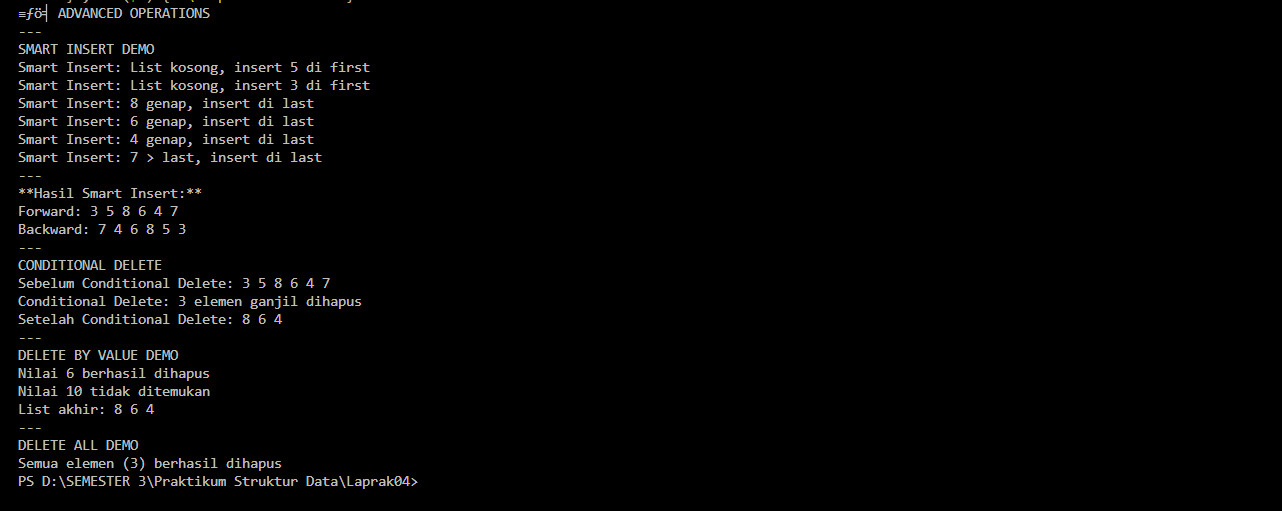 ≡ƒöº ADVANCED OPERATIONS
---
SMART INSERT DEMO
Smart Insert: List kosong, insert 5 di first
Smart Insert: List kosong, insert 3 di first
Smart Insert: 8 genap, insert di last
Smart Insert: 6 genap, insert di last
Smart Insert: 4 genap, insert di last
Smart Insert: 7 > last, insert di last
---
**Hasil Smart Insert:**
Forward: 3 5 8 6 4 7
Backward: 7 4 6 8 5 3
---
CONDITIONAL DELETE
Sebelum Conditional Delete: 3 5 8 6 4 7
Conditional Delete: 3 elemen ganjil dihapus
Setelah Conditional Delete: 8 6 4
---
DELETE BY VALUE DEMO
Nilai 6 berhasil dihapus
Nilai 10 tidak ditemukan
List akhir: 8 6 4
---
DELETE ALL DEMO
Semua elemen (3) berhasil dihapus
PS D:\SEMESTER 3\Praktikum Struktur Data\Laprak04>